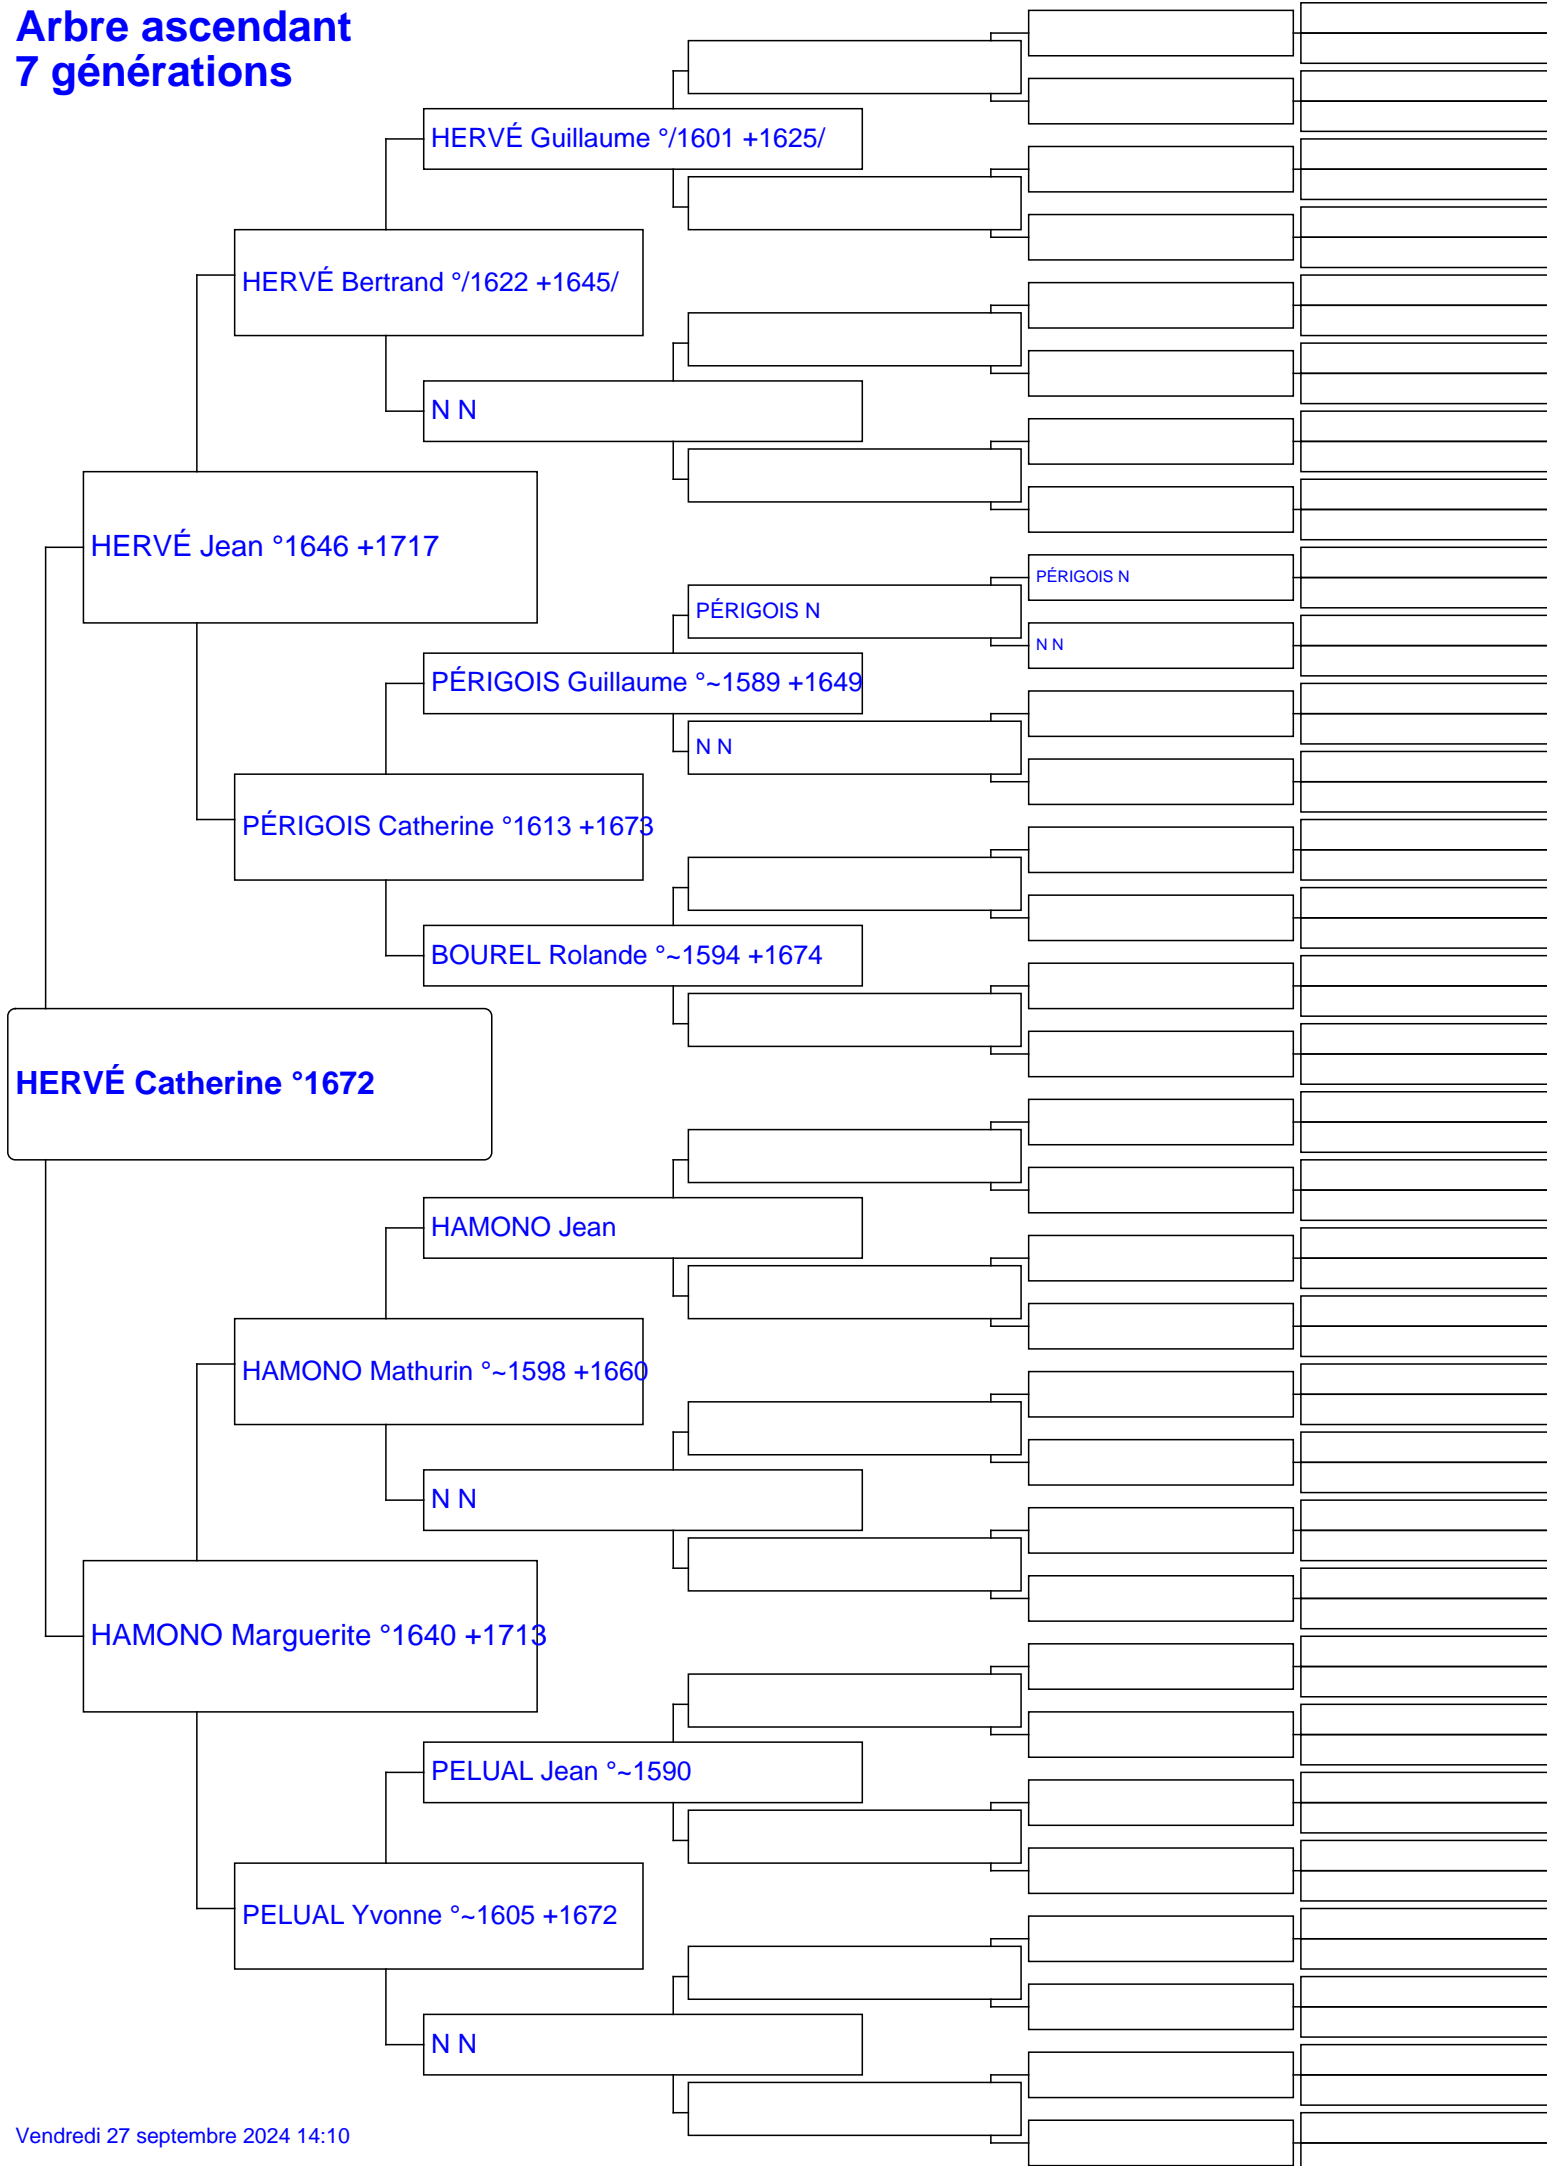 Arbre ascendant
7 générations
HERVÉ Guillaume °/1601 +1625/
HERVÉ Bertrand °/1622 +1645/
N N
HERVÉ Jean °1646 +1717
PÉRIGOIS N
PÉRIGOIS N
N N
PÉRIGOIS Guillaume °~1589 +1649
N N
PÉRIGOIS Catherine °1613 +1673
BOUREL Rolande °~1594 +1674
HERVÉ Catherine °1672
HAMONO Jean
HAMONO Mathurin °~1598 +1660
N N
HAMONO Marguerite °1640 +1713
PELUAL Jean °~1590
PELUAL Yvonne °~1605 +1672
N N
Vendredi 27 septembre 2024 14:10